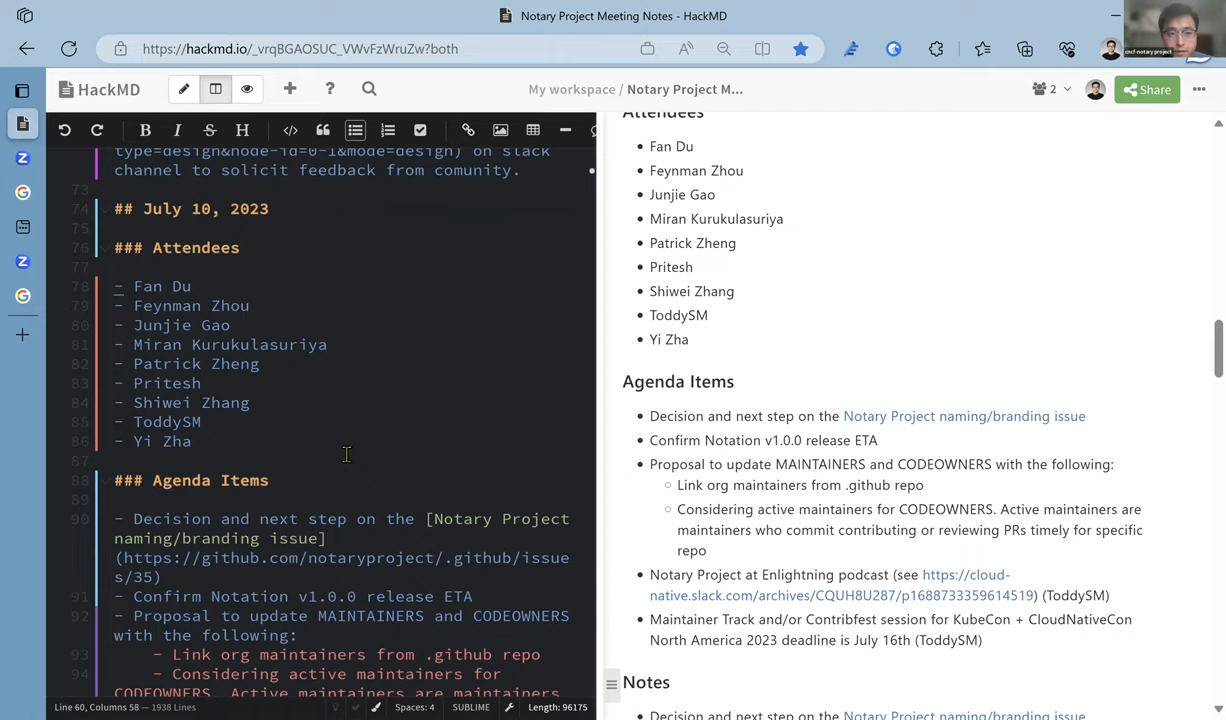 Notary Project Meeting Notes - HackMD
https://hackmd.io/_vrqBGAOSUC_VWvFzWruZw?both
cncf-notary project
HackMD
My workspace / Notary Project M...
2
Share
type=design&node-id=0-1&mode=design) on slack
channel to solicit feedback from comunity.
73
74 ## July 10, 2023
75
76 ### Attendees
77
78 - Fan Du
79 - Feynman Zhou
80 - Junjie Gao
81 - Miran Kurukulasuriya
82 - Patrick Zheng
83 - Pritesh
84 - Shiwei Zhang
85 - ToddySM
86 - Yi Zha
87
88 ### Agenda Items
89
90 - Decision and next step on the [Notary Project
naming/branding issue]
(https://github.com/notaryproject/.github/issue
s/35)
91 - Confirm Notation v1.0.0 release ETA
92 - Proposal to update MAINTAINERS and CODEOWNERS
with the following:
93 - Link org maintainers from .github repo
94 - Considering active maintainers for
CODEOWNERS. Active maintainers are maintainers
Line 60, Columns 58 — 1938 Lines
Spaces: 4
SUBLIME
Length: 96175
Attendees
Fan Du
Feynman Zhou
Junjie Gao
Miran Kurukulasuriya
Patrick Zheng
Pritesh
Shiwei Zhang
ToddySM
Yi Zha
Agenda Items
Decision and next step on the Notary Project naming/branding issue
Confirm Notation v1.0.0 release ETA
Proposal to update MAINTAINERS and CODEOWNERS with the following:
Link org maintainers from .github repo
Considering active maintainers for CODEOWNERS. Active maintainers are
maintainers who commit contributing or reviewing PRs timely for specific
repo
Notary Project at Enlightning podcast (see https://cloud-
native.slack.com/archives/CQUH8U287/p1688733359614519) (ToddySM)
Maintainer Track and/or Contribfest session for KubeCon + CloudNativeCon
North America 2023 deadline is July 16th (ToddySM)
Notes
Decision and next step on the Notary Project naming/branding issue